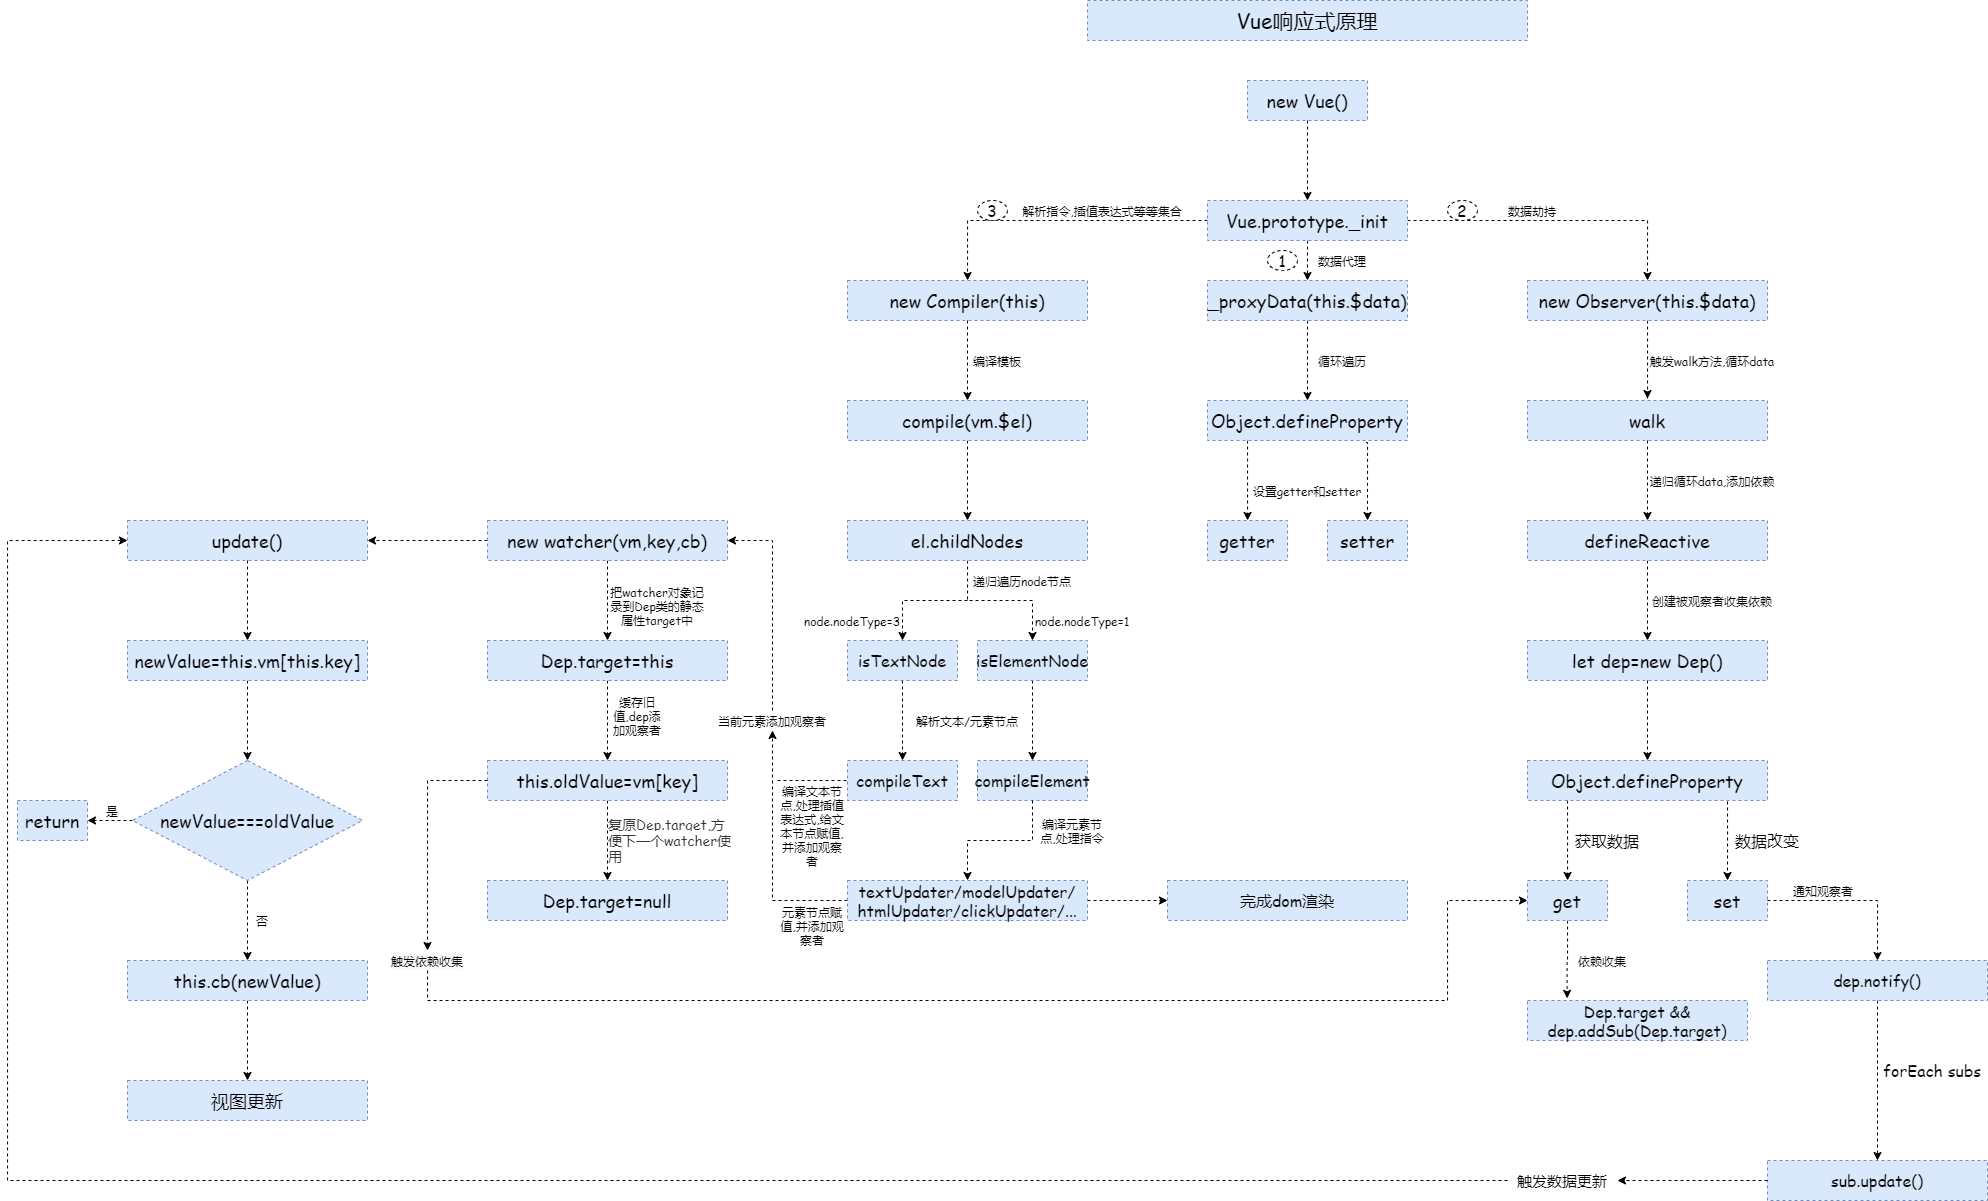 Vue响应式原理
new Vue()
3
解析指令,插值表达式等等集合
Vue.prototype._init
2
数据劫持
1
数据代理
new Compiler(this)
_proxyData(this.$data)
new Observer(this.$data)
编译模板
循环遍历
触发walk方法,循环data
compile(vm.$el)
Object.defineProperty
walk
设置getter和setter
递归循环data,添加依赖
update()
new watcher(vm,key,cb)
el.childNodes
getter
setter
defineReactive
把watcher对象记
录到Dep类的静态
属性target中
递归遍历node节点
创建被观察者收集依赖
node.nodeType=3
node.nodeType=1
newValue=this.vm[this.key]
Dep.target=this
isTextNode
isElementNode
let dep=new Dep()
缓存旧
值,dep添
加观察者
当前元素添加观察者
解析文本/元素节点
this.oldValue=vm[key]
compileText
compileElement
Object.defineProperty
return
是
newValue===oldValue
复原Dep.target,方
便下一个watcher使
用
编译文本节
点,处理插值
表达式,给文
本节点赋值,
并添加观察
者
编译元素节
点,处理指令
获取数据
数据改变
Dep.target=null
textUpdater/modelUpdater/
htmlUpdater/clickUpdater/...
完成dom渲染
get
set
通知观察者
否
元素节点赋
值,并添加观
察者
触发依赖收集
依赖收集
this.cb(newValue)
dep.notify()
Dep.target &&
dep.addSub(Dep.target)
forEach subs
视图更新
触发数据更新
sub.update()